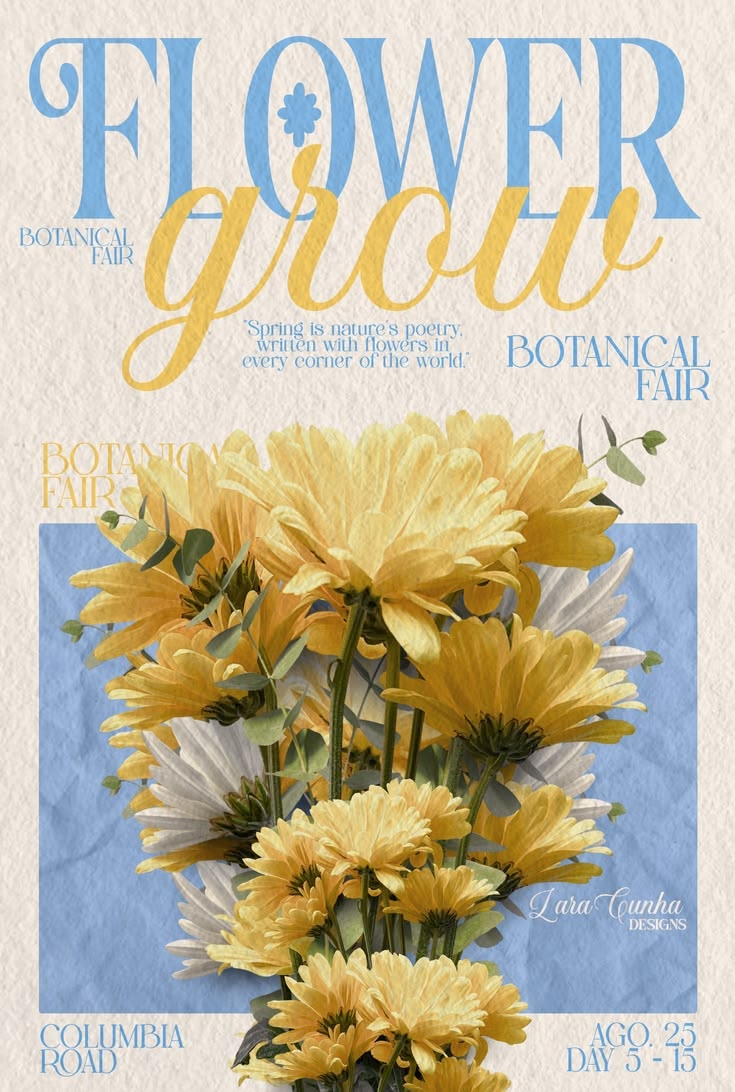 FLOWER
grow
BOTANICAL
FAIR
"Spring is nature's poetry,
written with flowers in
every corner of the world."
BOTANICAL
FAIR
BOTANICAL
FAIR
Lara Cunha
DESIGNS
COLUMBIA
ROAD
AGO. 25
DAY 5 - 15